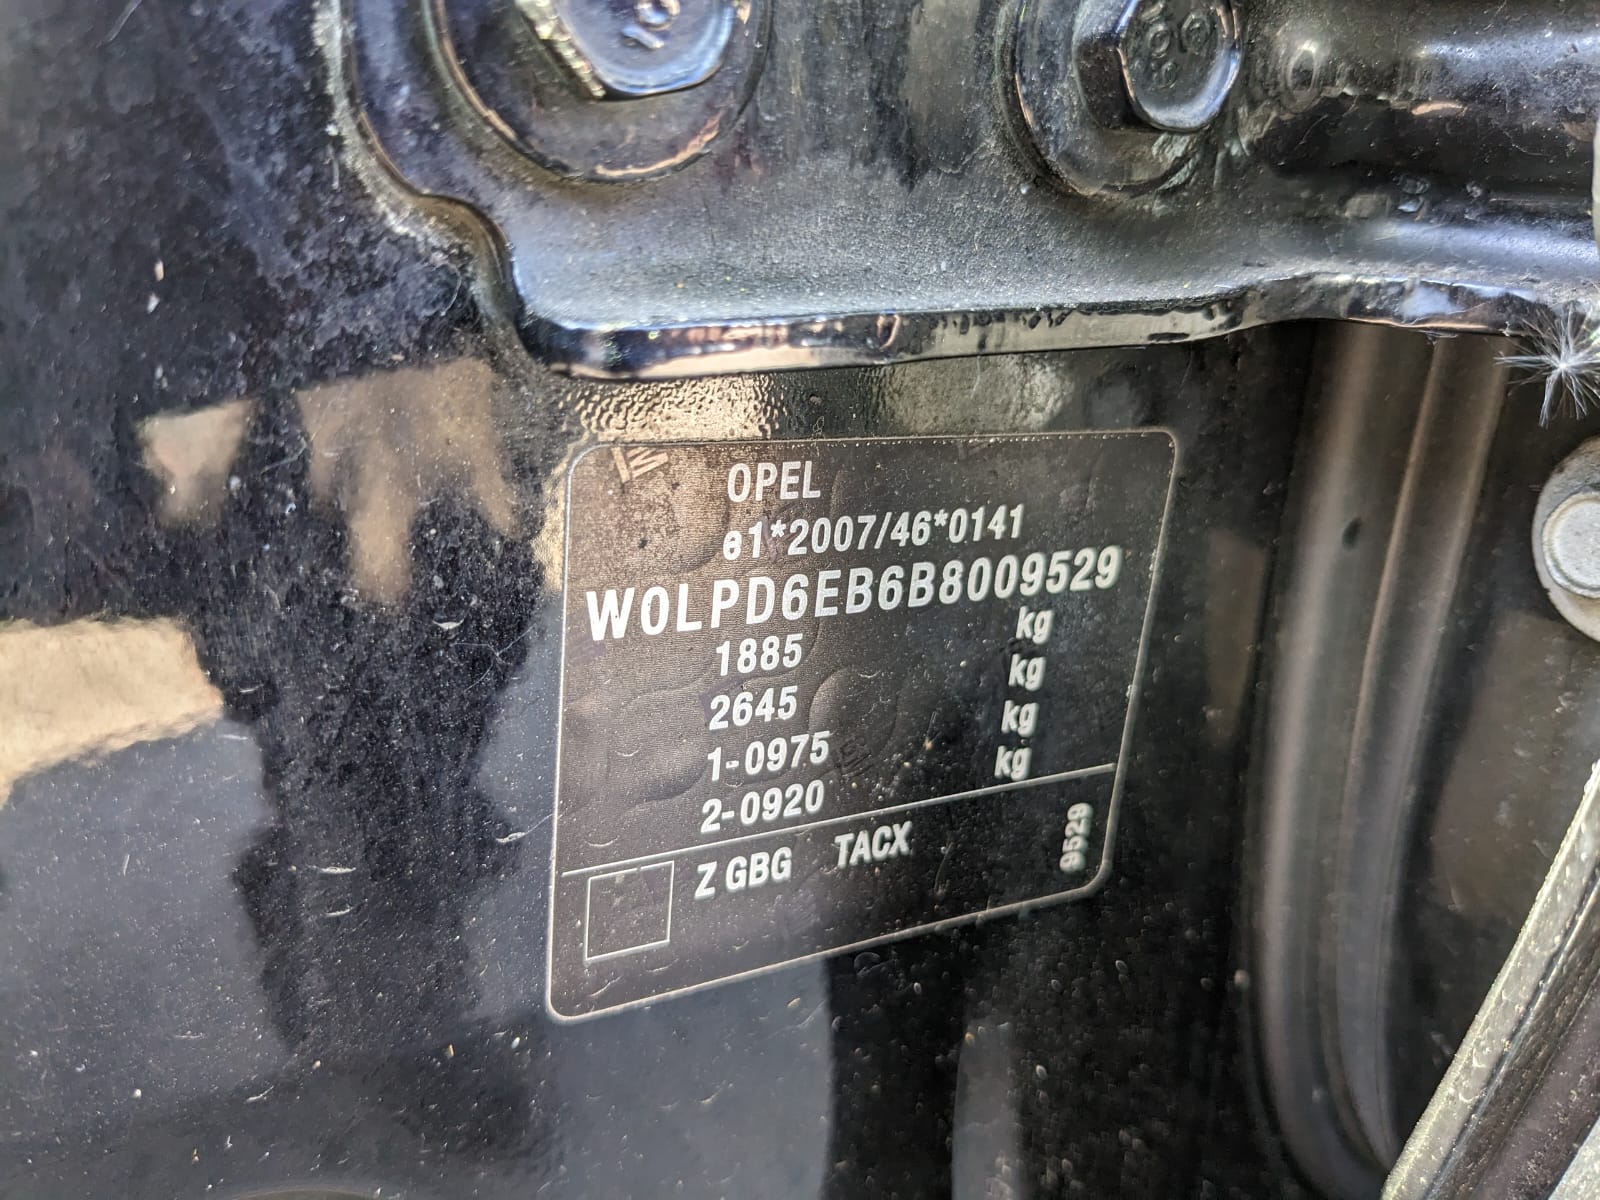 OPEL
e1*2007/46*0141
W0LPD6EB6B8009529
1885 kg
2645 kg
1-0975 kg
2-0920 kg
Z GBG TACX
9529